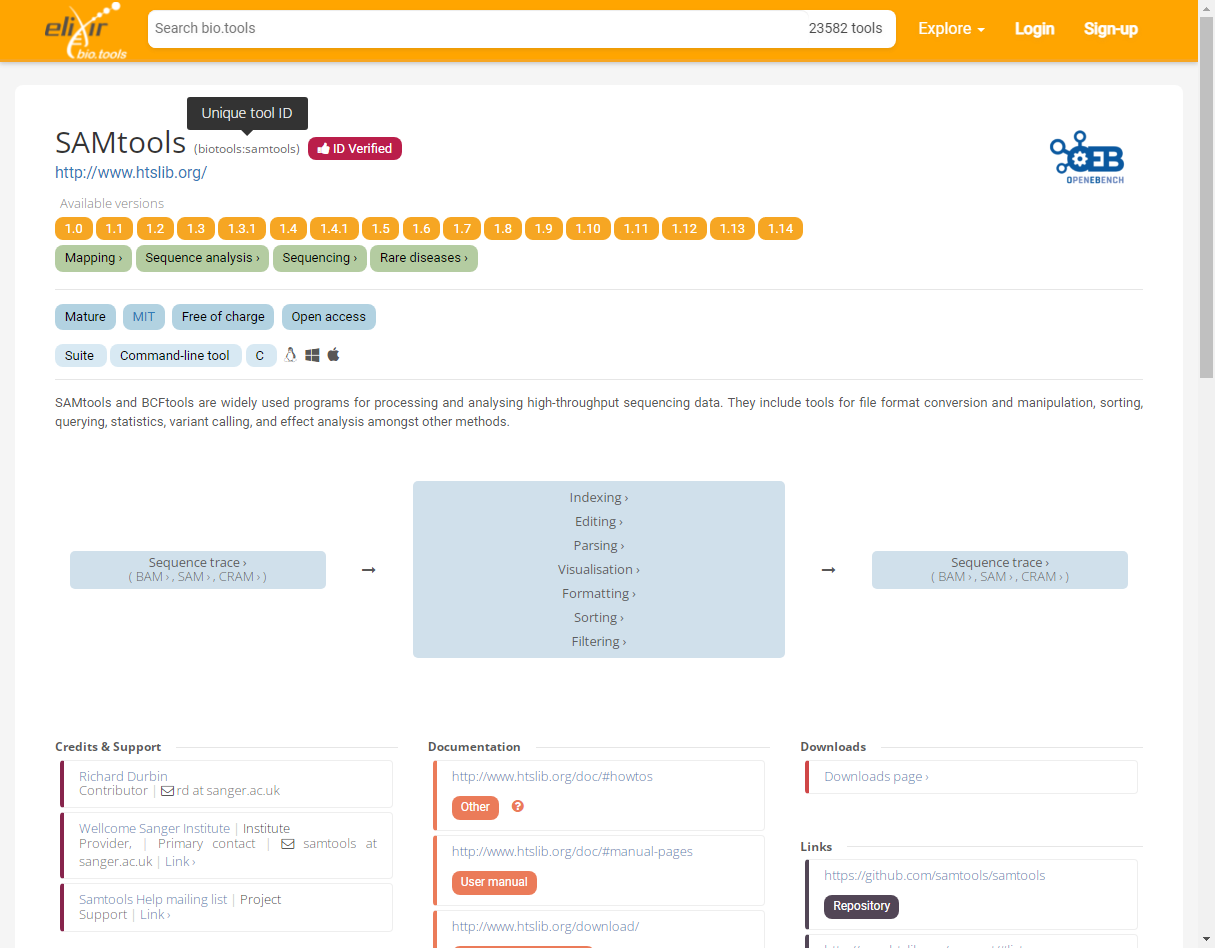 elixir
bio.tools
Search bio.tools
23582 tools
Explore
Login
Sign-up
Unique tool ID
SAMtools (biotools:samtools) ID Verified
http://www.htslib.org/
OEB
OPENEBENCH
Available versions
1.0 1.1 1.2 1.3 1.3.1 1.4 1.4.1 1.5 1.6 1.7 1.8 1.9 1.10 1.11 1.12 1.13 1.14
Mapping › Sequence analysis › Sequencing › Rare diseases ›
Mature MIT Free of charge Open access
Suite Command-line tool C
SAMtools and BCFtools are widely used programs for processing and analysing high-throughput sequencing data. They include tools for file format conversion and manipulation, sorting,
querying, statistics, variant calling, and effect analysis amongst other methods.
Sequence trace ›
( BAM › , SAM › , CRAM › )
→
Indexing ›
Editing ›
Parsing ›
Visualisation ›
Formatting ›
Sorting ›
Filtering ›
→
Sequence trace ›
( BAM › , SAM › , CRAM › )
Credits & Support
Richard Durbin
Contributor | rd at sanger.ac.uk
Wellcome Sanger Institute | Institute
Provider, | Primary contact | samtools at
sanger.ac.uk | Link ›
Samtools Help mailing list | Project
Support | Link ›
Documentation
http://www.htslib.org/doc/#howtos
Other ?
http://www.htslib.org/doc/#manual-pages
User manual
http://www.htslib.org/download/
Downloads
Downloads page ›
Links
https://github.com/samtools/samtools
Repository